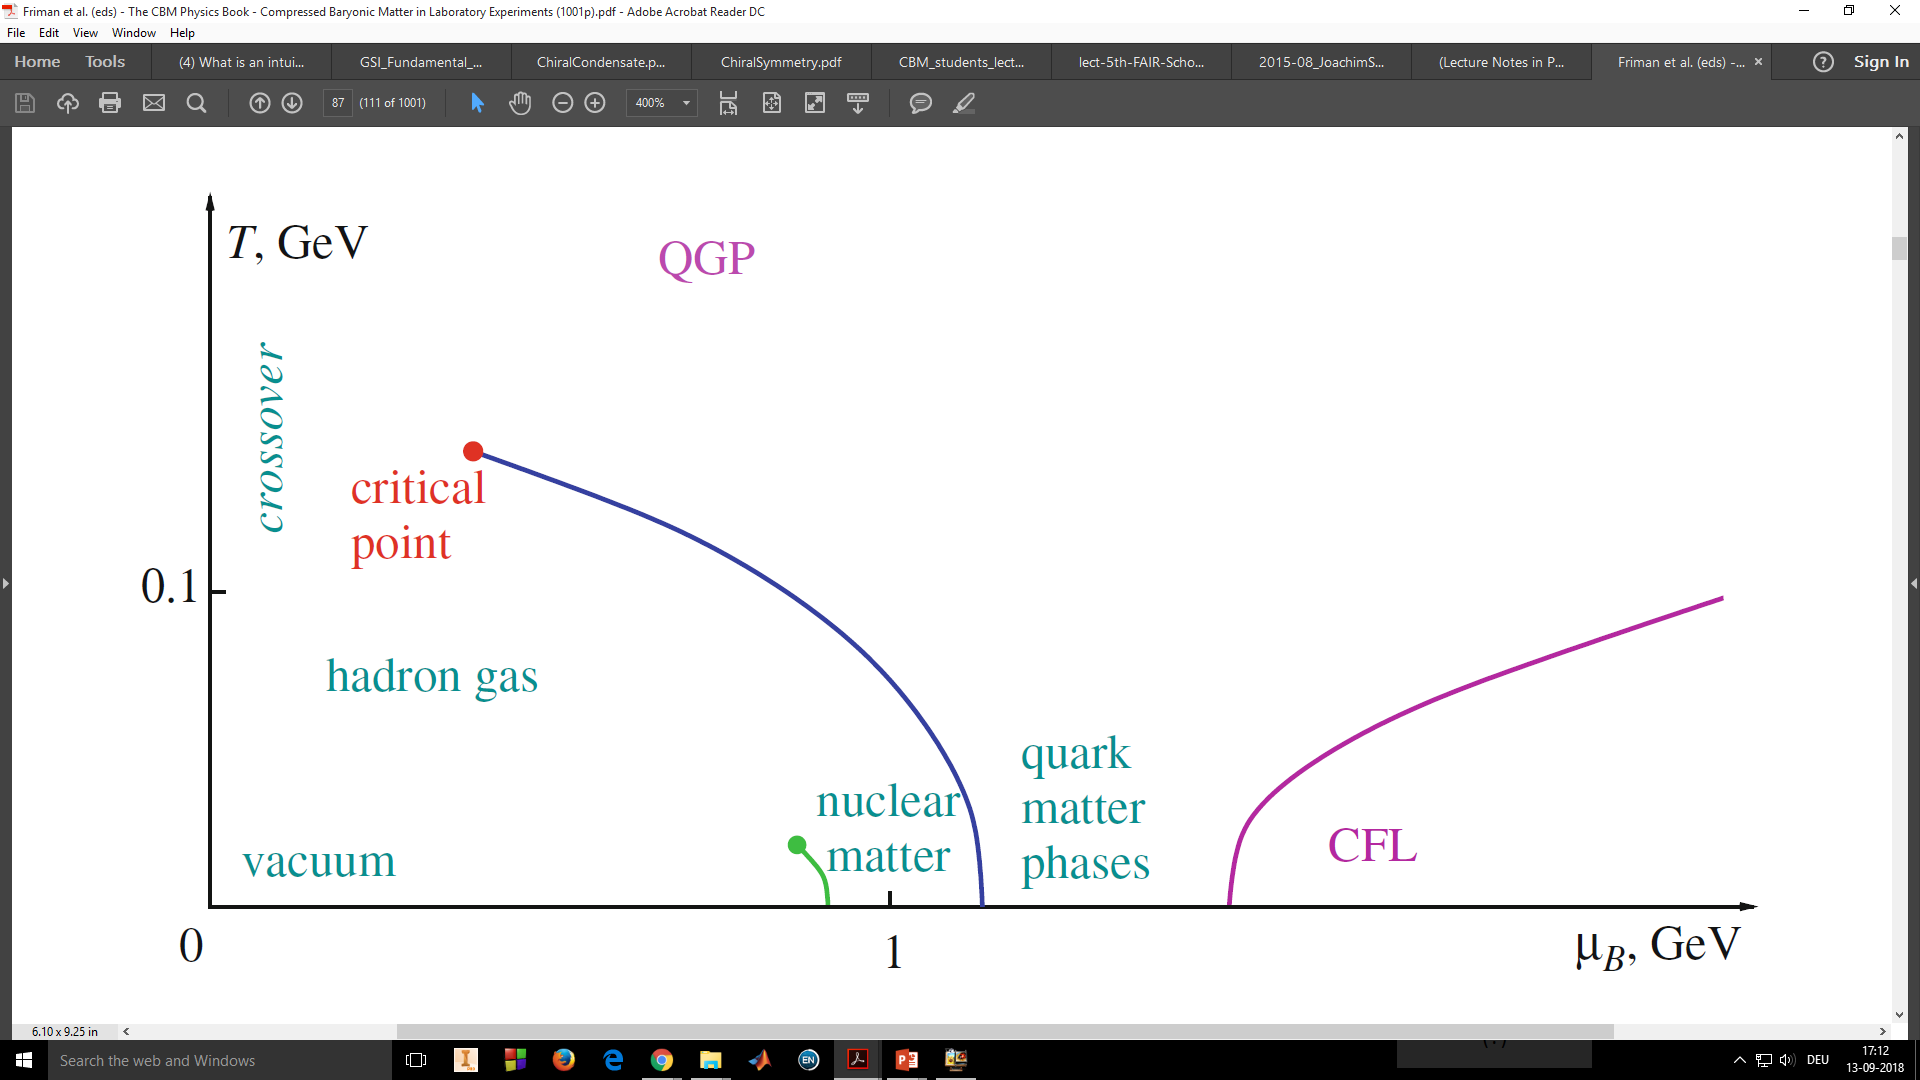 Friman et al. (eds) - The CBM Physics Book - Compressed Baryonic Matter in Laboratory Experiments (1001p).pdf - Adobe Acrobat Reader DC
File Edit View Window Help
Home Tools (4) What is an intui... GSI_Fundamental_... ChiralCondensate.p... ChiralSymmetry.pdf CBM_students_lect... lect-5th-FAIR-Scho... 2015-08_JoachimS... (Lecture Notes in P... Friman et al. (eds) -... × ? Sign In
87 (111 of 1001) 400%
T, GeV
QGP
crossover
critical
point
0.1
hadron gas
quark
matter
phases
nuclear
matter
CFL
vacuum
0
1
μB, GeV
6.10 x 9.25 in
Search the web and Windows
EN
DEU
17:12
13-09-2018